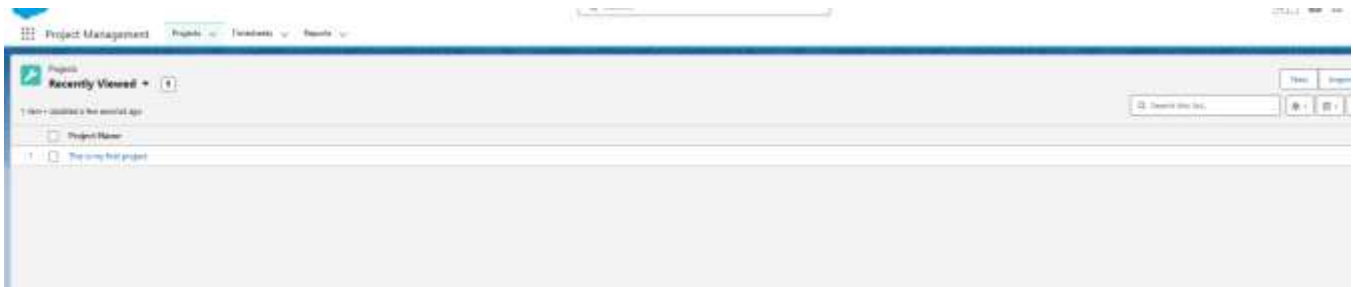 Project Management Projects Timesheets Reports
Projects
Recently Viewed
New
1 item • Updated a few seconds ago
Search this list...
Project Name
1 This is my first project